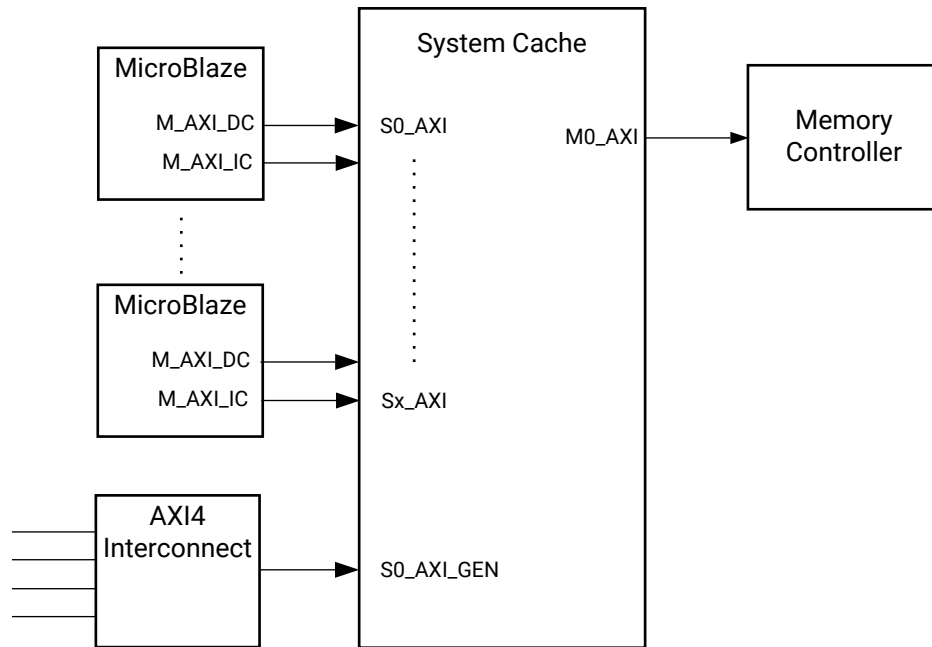 System Cache
MicroBlaze
M_AXI_DC
M_AXI_IC
S0_AXI
M0_AXI
Memory
Controller
MicroBlaze
M_AXI_DC
M_AXI_IC
Sx_AXI
AXI4
Interconnect
S0_AXI_GEN